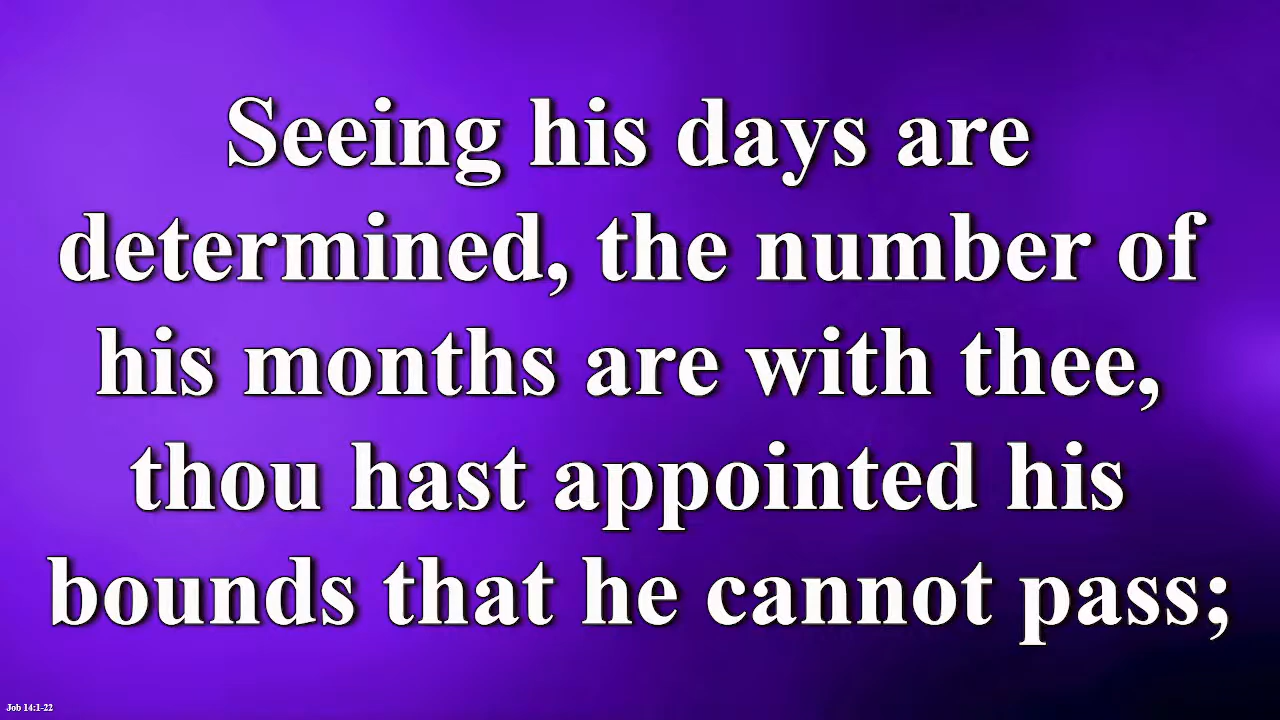 Seeing his days are
determined, the number of
his months are with thee,
thou hast appointed his
bounds that he cannot pass;
Job 14:1-22